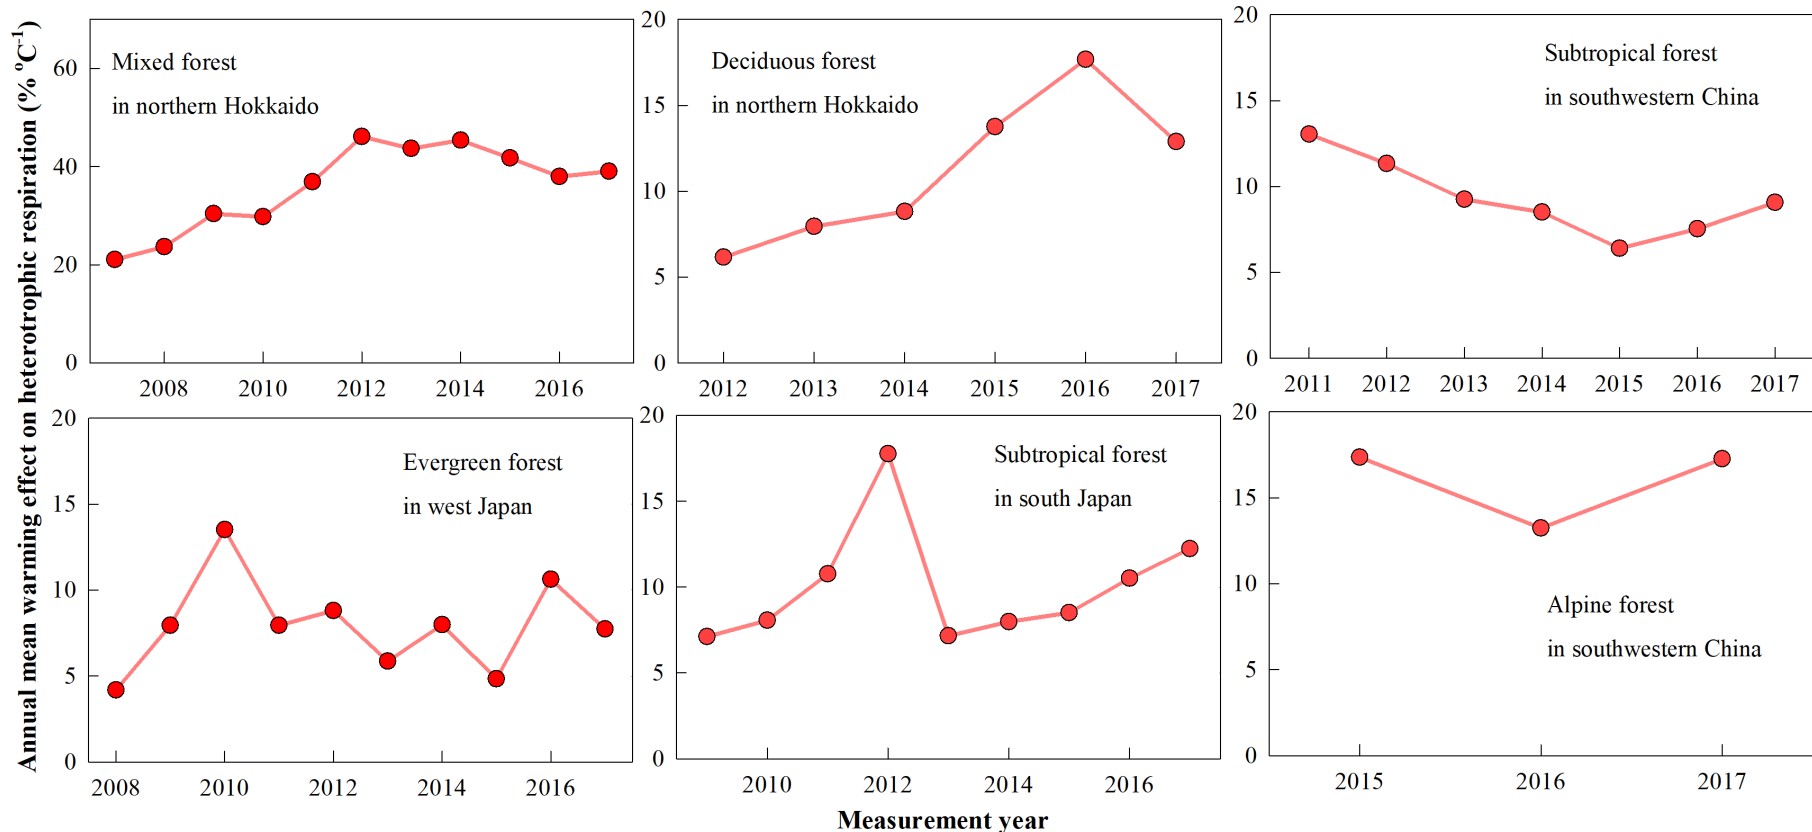 Annual mean warming effect on heterotrophic respiration (% ºC-1)
Mixed forest
in northern Hokkaido
60
40
20
0
2008 2010 2012 2014 2016
Deciduous forest
in northern Hokkaido
20
15
10
5
0
2012 2013 2014 2015 2016 2017
Subtropical forest
in southwestern China
20
15
10
5
0
2011 2012 2013 2014 2015 2016 2017
Evergreen forest
in west Japan
20
15
10
5
0
2008 2010 2012 2014 2016
Subtropical forest
in south Japan
20
15
10
5
0
2010 2012 2014 2016
Alpine forest
in southwestern China
20
15
10
5
0
2015 2016 2017
Measurement year